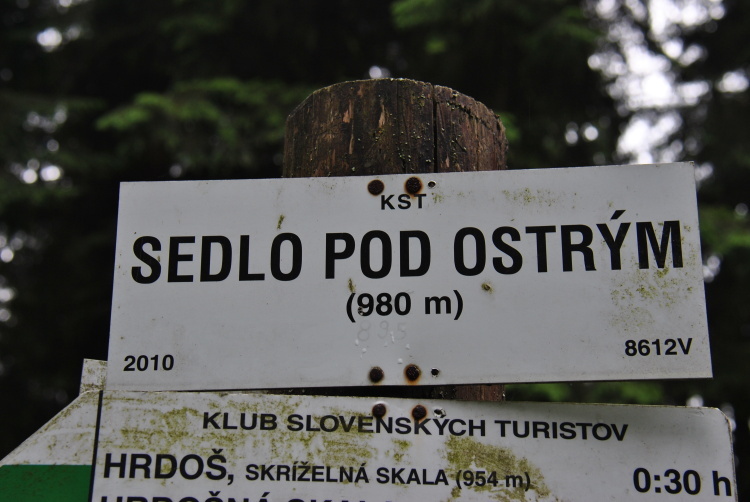 KST
SEDLO POD OSTRÝM
(980 m)
2010 8612V
KLUB SLOVENSKÝCH TURISTOV
HRDOŠ, SKRÍŽELNÁ SKALA (954 m) 0:30 h